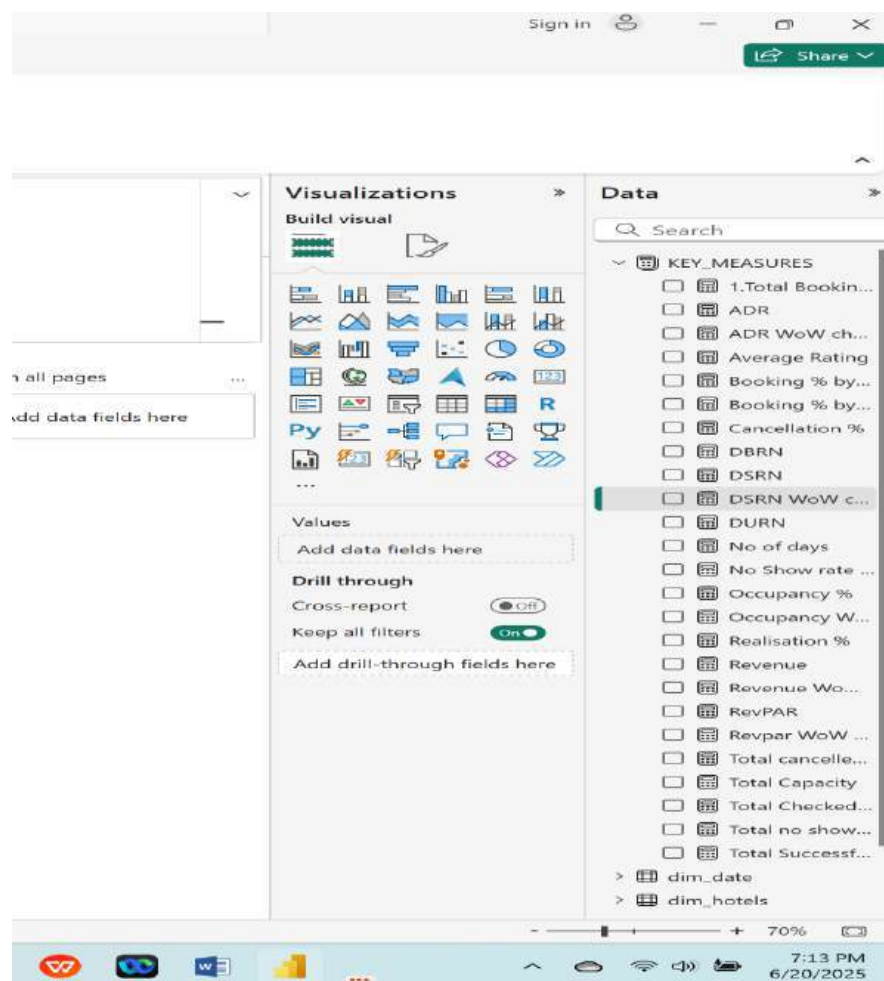 Sign in
Share
Visualizations
Data
Build visual
Search
KEY_MEASURES
1.Total Bookin...
ADR
ADR WoW ch...
Average Rating
Booking % by...
Booking % by...
Cancellation %
DBRN
DSRN
DSRN WoW c...
DURN
No of days
No Show rate ...
Occupancy %
Occupancy W...
Realisation %
Revenue
Revenue Wo...
RevPAR
Revpar WoW ...
Total cancelle...
Total Capacity
Total Checked...
Total no show...
Total Successf...
dim_date
dim_hotels
n all pages
...
Add data fields here
123
R
Py
...
Values
Add data fields here
Drill through
Cross-report
Off
Keep all filters
On
Add drill-through fields here
- + 70%
W
7:13 PM
6/20/2025